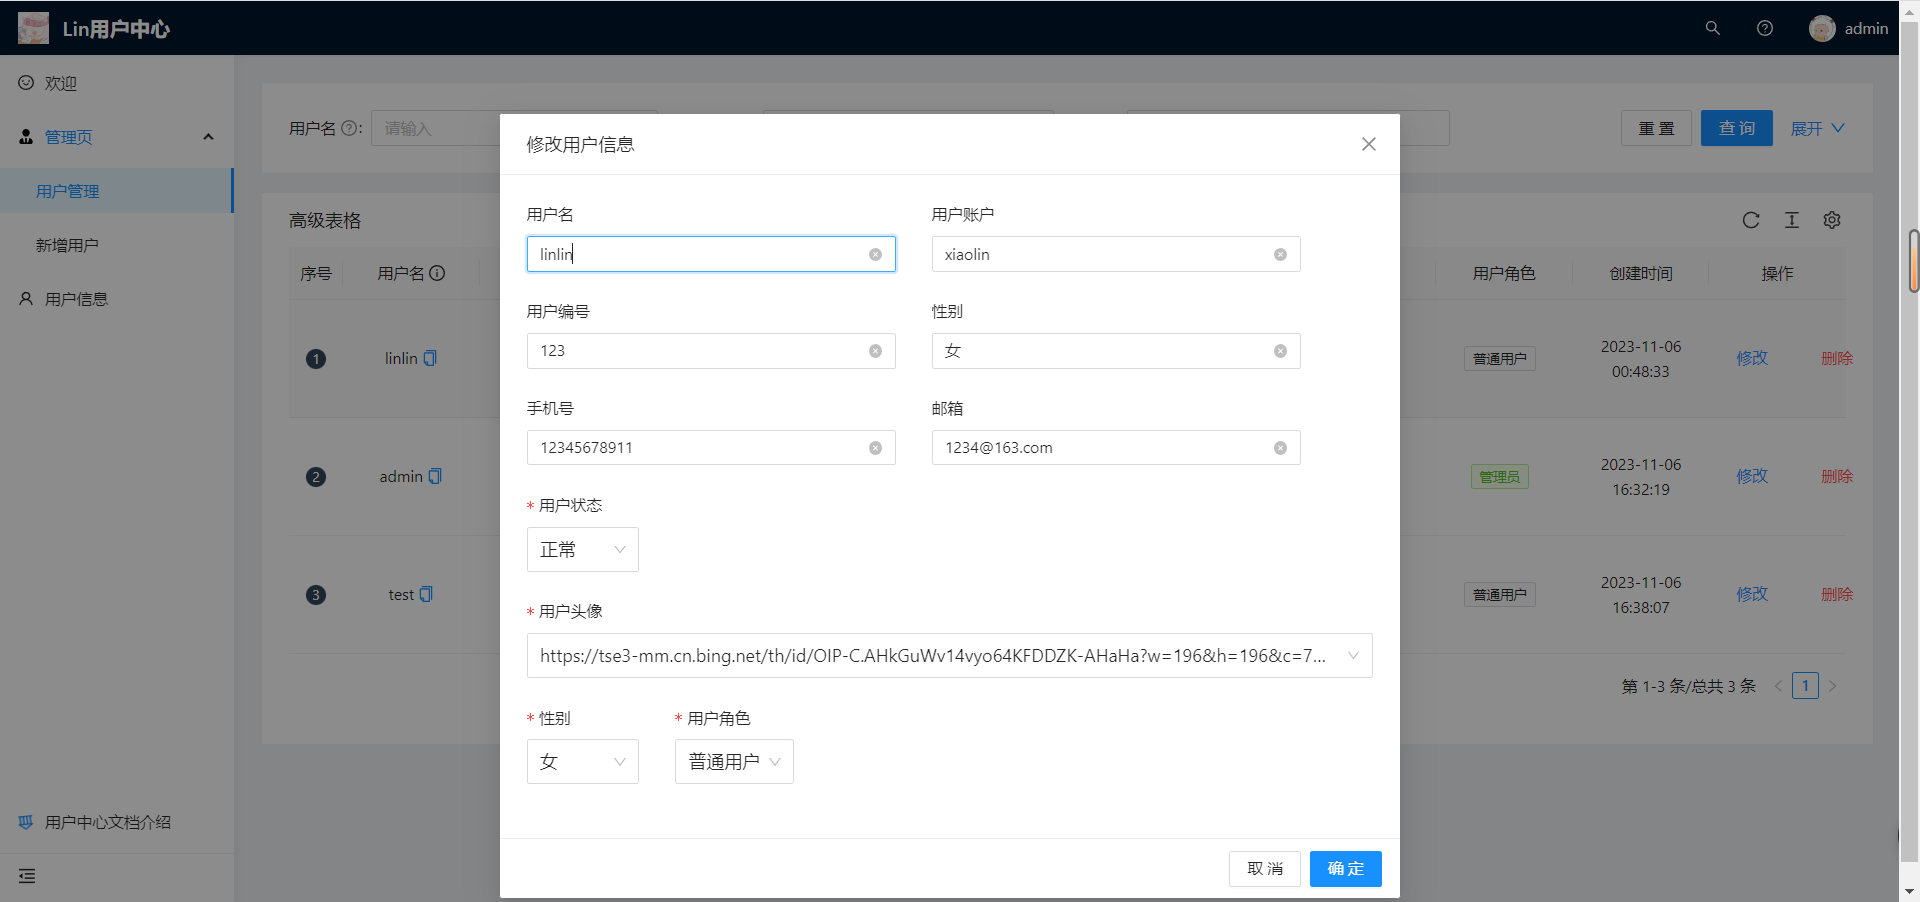 Lin用户中心
admin
欢迎
管理页
用户管理
新增用户
用户信息
用户中心文档介绍
用户名 :
请输入
重 置
查 询
展开
高级表格
序号
用户名
用户角色
创建时间
操作
1
linlin
普通用户
2023-11-06
00:48:33
修改
删除
2
admin
管理员
2023-11-06
16:32:19
修改
删除
3
test
普通用户
2023-11-06
16:38:07
修改
删除
第 1-3 条/总共 3 条
1
修改用户信息
用户名
用户账户
linlin
xiaolin
用户编号
性别
123
女
手机号
邮箱
12345678911
1234@163.com
* 用户状态
正常
* 用户头像
https://tse3-mm.cn.bing.net/th/id/OIP-C.AHkGuWv14vyo64KFDDZK-AHaHa?w=196&h=196&c=7...
* 性别
* 用户角色
女
普通用户
取 消
确 定